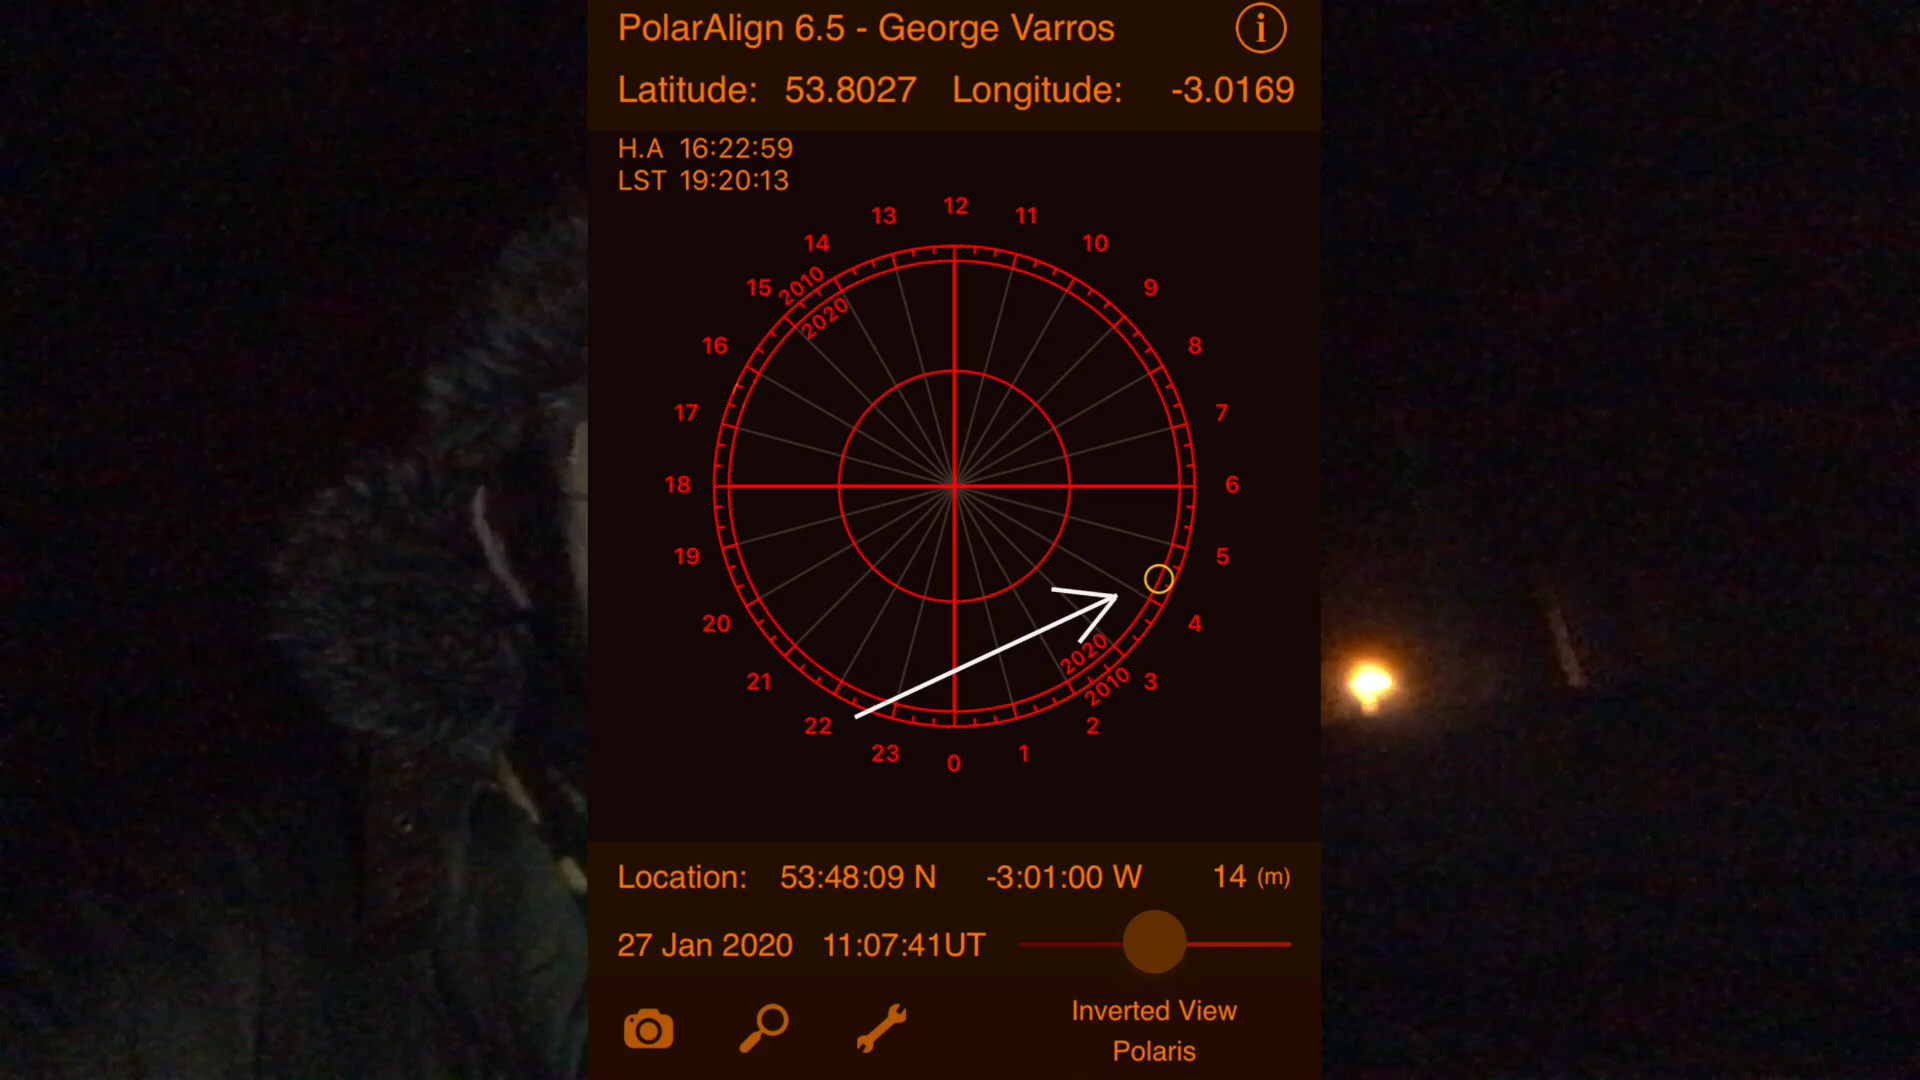 PolarAlign 6.5 - George Varros
i
Latitude: 53.8027 Longitude: -3.0169
H.A 16:22:59
LST 19:20:13
12
13 11
14 10
15 2010 9
2020
16 8
17 7
18 6
19 5
20 4
2020
21 2010 3
22 2
23 1
0
Location: 53:48:09 N -3:01:00 W 14 (m)
27 Jan 2020 11:07:41UT
Inverted View
Polaris